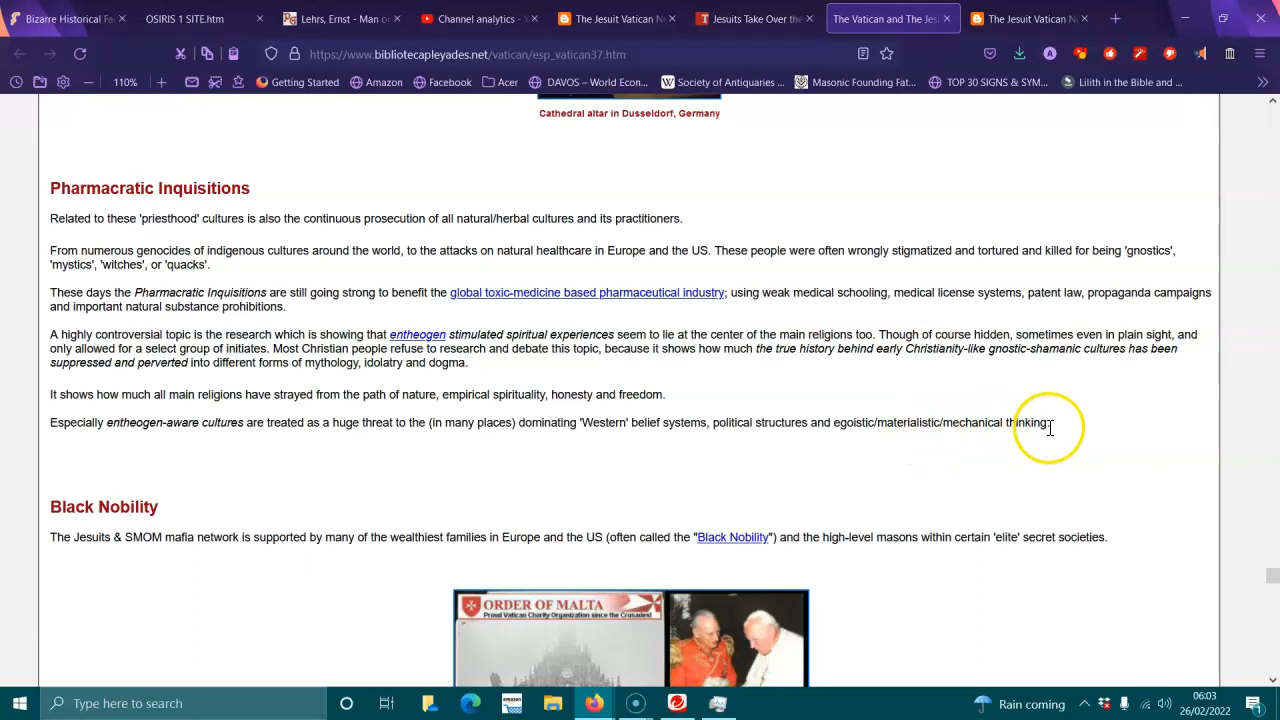 Bizarre Historical Fa
OSIRIS 1 SITE.htm
Lehrs, Ernst - Man or
Channel analytics - Y
The Jesuit Vatican Ne
Jesuits Take Over the
The Vatican and The Jes
The Jesuit Vatican Ne
https://www.bibliotecapleyades.net/vatican/esp_vatican37.htm
110%
Getting Started
Amazon
Facebook
Acer
DAVOS – World Econ...
Society of Antiquaries ...
Masonic Founding Fat...
TOP 30 SIGNS & SYM...
Lilith in the Bible and ...
Cathedral altar in Dusseldorf, Germany
Pharmacratic Inquisitions
Related to these 'priesthood' cultures is also the continuous prosecution of all natural/herbal cultures and its practitioners.
From numerous genocides of indigenous cultures around the world, to the attacks on natural healthcare in Europe and the US. These people were often wrongly stigmatized and tortured and killed for being 'gnostics',
'mystics', 'witches', or 'quacks'.
These days the Pharmacratic Inquisitions are still going strong to benefit the global toxic-medicine based pharmaceutical industry; using weak medical schooling, medical license systems, patent law, propaganda campaigns
and important natural substance prohibitions.
A highly controversial topic is the research which is showing that entheogen stimulated spiritual experiences seem to lie at the center of the main religions too. Though of course hidden, sometimes even in plain sight, and
only allowed for a select group of initiates. Most Christian people refuse to research and debate this topic, because it shows how much the true history behind early Christianity-like gnostic-shamanic cultures has been
suppressed and perverted into different forms of mythology, idolatry and dogma.
It shows how much all main religions have strayed from the path of nature, empirical spirituality, honesty and freedom.
Especially entheogen-aware cultures are treated as a huge threat to the (in many places) dominating 'Western' belief systems, political structures and egoistic/materialistic/mechanical thinking.
Black Nobility
The Jesuits & SMOM mafia network is supported by many of the wealthiest families in Europe and the US (often called the "Black Nobility") and the high-level masons within certain 'elite' secret societies.
ORDER OF MALTA
Proud Vatican Charity Organization since the Crusades!
Type here to search
amazon
Rain coming
06:03
26/02/2022
1